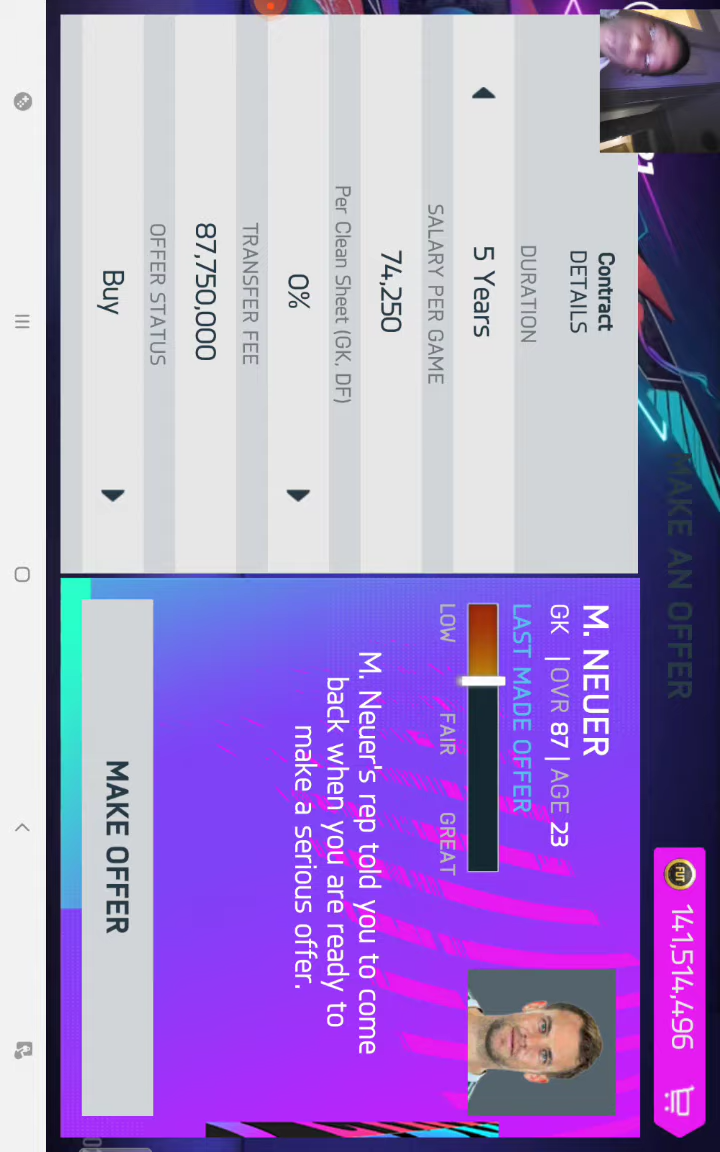 MAKE AN OFFER
FUT 141,514,496
Contract
DETAILS
DURATION
5 Years
SALARY PER GAME
74,250
Per Clean Sheet (GK, DF)
0%
TRANSFER FEE
87,750,000
OFFER STATUS
Buy
M. NEUER
GK | OVR 87 | AGE 23
LAST MADE OFFER
LOW FAIR GREAT
M. Neuer's rep told you to come
back when you are ready to
make a serious offer.
MAKE OFFER